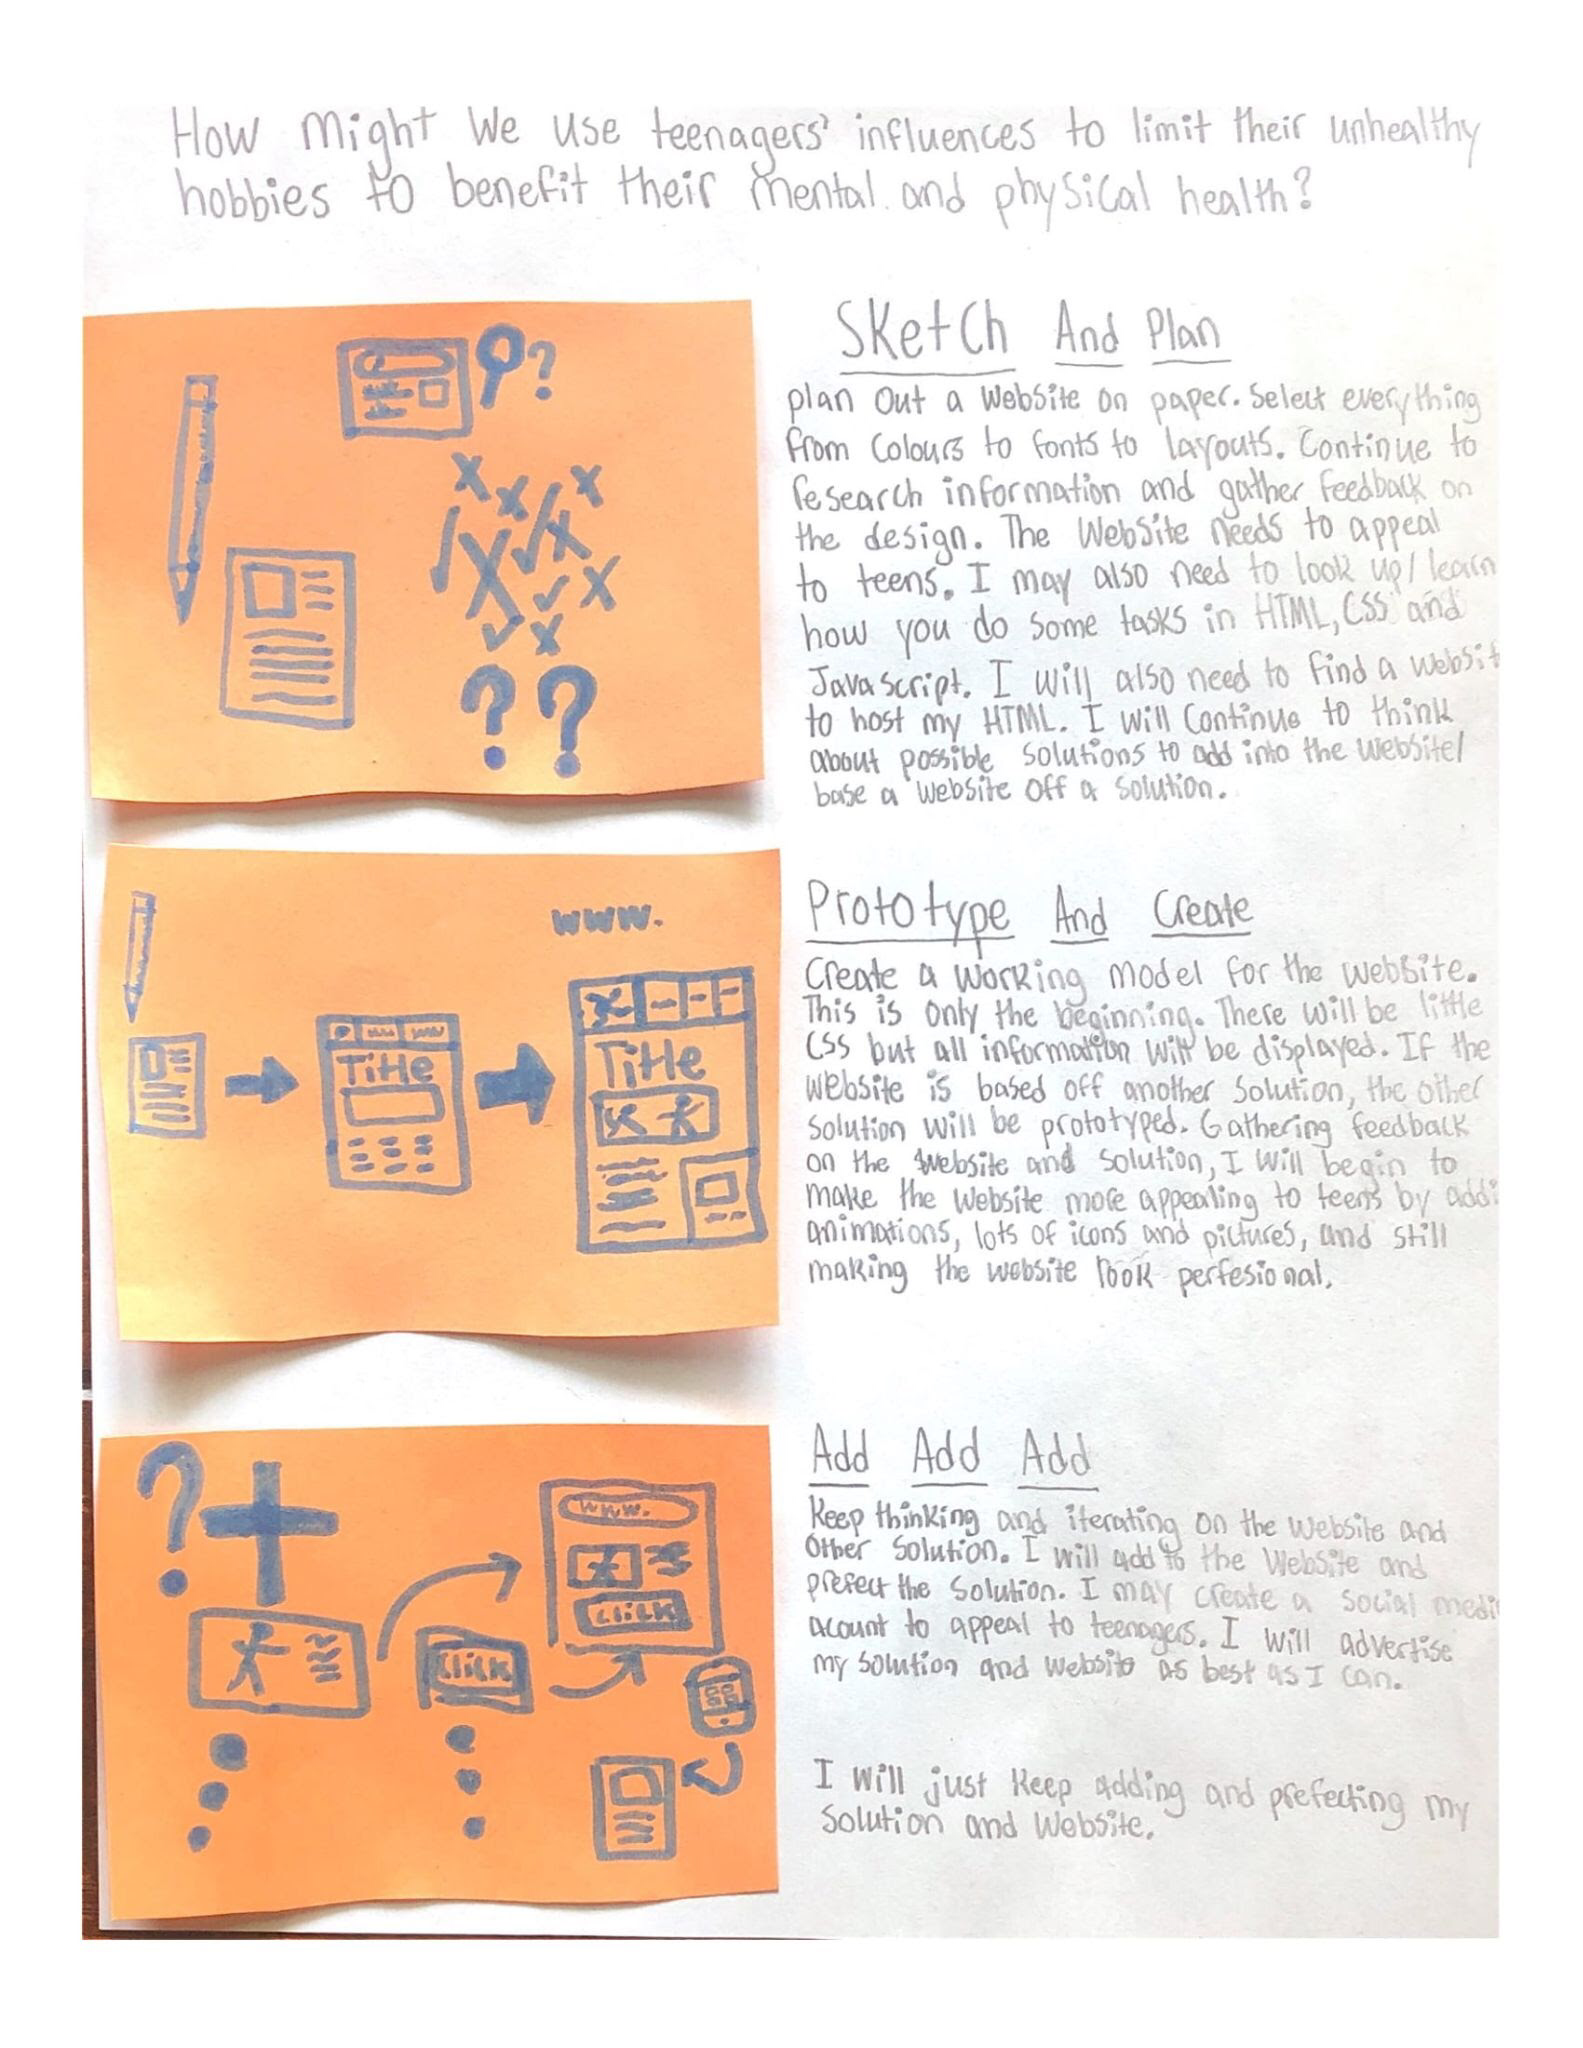 How Might We use teenagers' influences to limit their unhealthy
hobbies to benefit their mental and physical health?
Sketch And Plan
plan out a Website on paper. Select everything
from Colours to fonts to layouts. Continue to
research information and gather feedback on
the design. The Website needs to appeal
to teens. I may also need to look up/learn
how you do some tasks in HTML, CSS and
JavaScript. I will also need to find a websit
to host my HTML. I will Continue to think
about possible solutions to add into the website/
base a website off a solution.
www.
Title
Title
Prototype And Create
Create a working model for the website.
This is only the beginning. There will be little
CSS but all information will be displayed. If the
website is based off another solution, the other
solution will be prototyped. Gathering feedback
on the website and solution, I will begin to
make the website more appealing to teens by addi
animations, lots of icons and pictures, and still
making the website look perfesional.
www.
Click
Click
Add Add Add
Keep thinking and iterating on the website and
other solution. I will add to the website and
prefect the solution. I may create a social medi
acount to appeal to teenagers. I will advertise
my solution and website as best as I can.
I will just keep adding and prefecting my
solution and website.